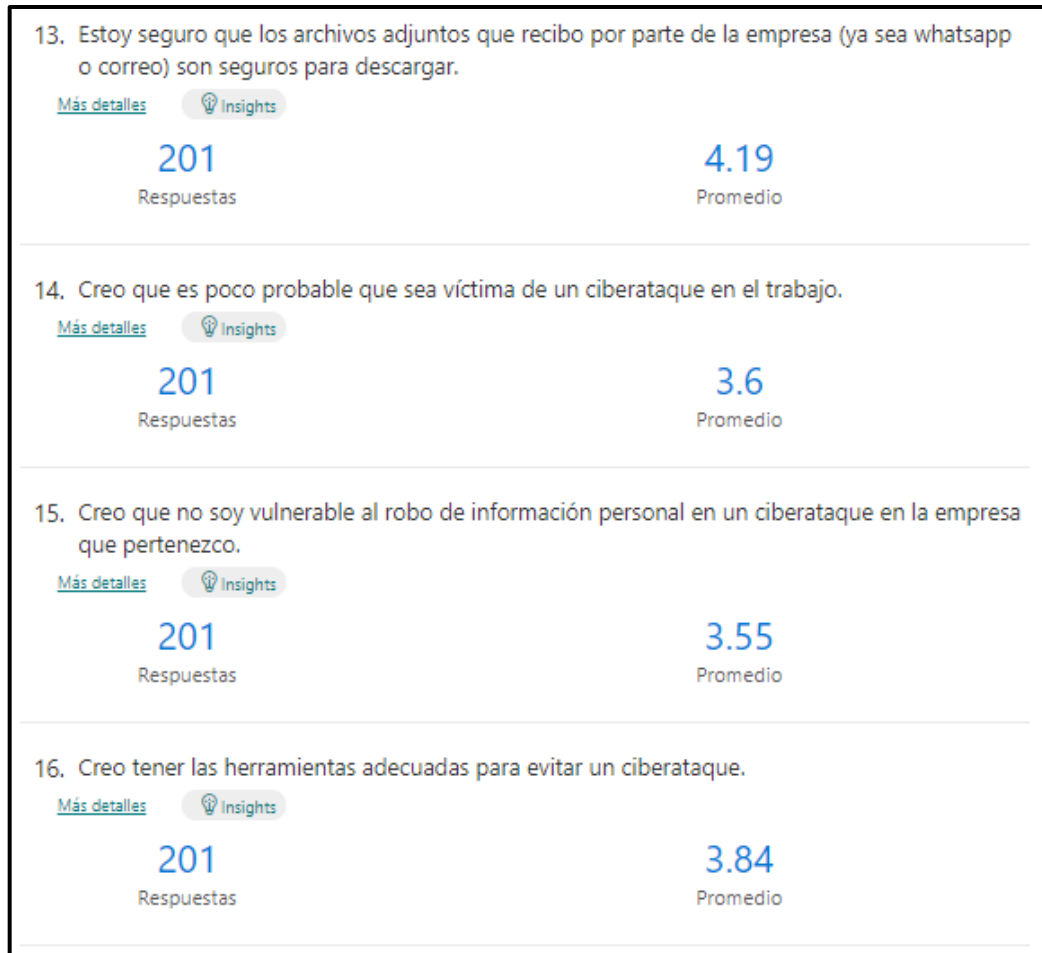 13. Estoy seguro que los archivos adjuntos que recibo por parte de la empresa (ya sea whatsapp
o correo) son seguros para descargar.
Más detalles Insights
201 4.19
Respuestas Promedio
14. Creo que es poco probable que sea víctima de un ciberataque en el trabajo.
Más detalles Insights
201 3.6
Respuestas Promedio
15. Creo que no soy vulnerable al robo de información personal en un ciberataque en la empresa
que pertenezco.
Más detalles Insights
201 3.55
Respuestas Promedio
16. Creo tener las herramientas adecuadas para evitar un ciberataque.
Más detalles Insights
201 3.84
Respuestas Promedio